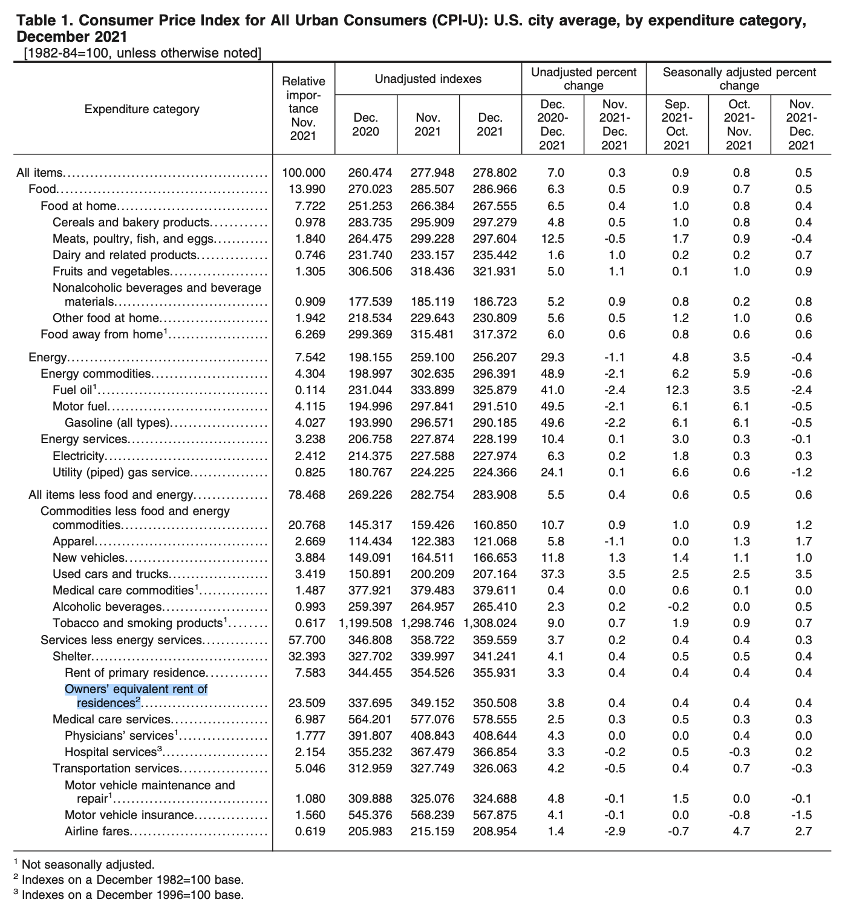 Table 1. Consumer Price Index for All Urban Consumers (CPI-U): U.S. city average, by expenditure category,
December 2021
[1982-84=100, unless otherwise noted]
Expenditure category
Relative
impor-
tance
Nov.
2021
Unadjusted indexes
Unadjusted percent
change
Seasonally adjusted percent
change
Dec.
2020
Nov.
2021
Dec.
2021
Dec.
2020-
Dec.
2021
Nov.
2021-
Dec.
2021
Sep.
2021-
Oct.
2021
Oct.
2021-
Nov.
2021
Nov.
2021-
Dec.
2021
All items 100.000 260.474 277.948 278.802 7.0 0.3 0.9 0.8 0.5
Food 13.990 270.023 285.507 286.966 6.3 0.5 0.9 0.7 0.5
Food at home 7.722 251.253 266.384 267.555 6.5 0.4 1.0 0.8 0.4
Cereals and bakery products 0.978 283.735 295.909 297.279 4.8 0.5 1.0 0.8 0.4
Meats, poultry, fish, and eggs 1.840 264.475 299.228 297.604 12.5 -0.5 1.7 0.9 -0.4
Dairy and related products 0.746 231.740 233.157 235.442 1.6 1.0 0.2 0.2 0.7
Fruits and vegetables 1.305 306.506 318.436 321.931 5.0 1.1 0.1 1.0 0.9
Nonalcoholic beverages and beverage
materials 0.909 177.539 185.119 186.723 5.2 0.9 0.8 0.2 0.8
Other food at home 1.942 218.534 229.643 230.809 5.6 0.5 1.2 1.0 0.6
Food away from home¹ 6.269 299.369 315.481 317.372 6.0 0.6 0.8 0.6 0.6
Energy 7.542 198.155 259.100 256.207 29.3 -1.1 4.8 3.5 -0.4
Energy commodities 4.304 198.997 302.635 296.391 48.9 -2.1 6.2 5.9 -0.6
Fuel oil¹ 0.114 231.044 333.899 325.879 41.0 -2.4 12.3 3.5 -2.4
Motor fuel 4.115 194.996 297.841 291.510 49.5 -2.1 6.1 6.1 -0.5
Gasoline (all types) 4.027 193.990 296.571 290.185 49.6 -2.2 6.1 6.1 -0.5
Energy services 3.238 206.758 227.874 228.199 10.4 0.1 3.0 0.3 -0.1
Electricity 2.412 214.375 227.588 227.974 6.3 0.2 1.8 0.3 0.3
Utility (piped) gas service 0.825 180.767 224.225 224.366 24.1 0.1 6.6 0.6 -1.2
All items less food and energy 78.468 269.226 282.754 283.908 5.5 0.4 0.6 0.5 0.6
Commodities less food and energy
commodities 20.768 145.317 159.426 160.850 10.7 0.9 1.0 0.9 1.2
Apparel 2.669 114.434 122.383 121.068 5.8 -1.1 0.0 1.3 1.7
New vehicles 3.884 149.091 164.511 166.653 11.8 1.3 1.4 1.1 1.0
Used cars and trucks 3.419 150.891 200.209 207.164 37.3 3.5 2.5 2.5 3.5
Medical care commodities¹ 1.487 377.921 379.483 379.611 0.4 0.0 0.6 0.1 0.0
Alcoholic beverages 0.993 259.397 264.957 265.410 2.3 0.2 -0.2 0.0 0.5
Tobacco and smoking products¹ 0.683 1,199.508 1,298.746 1,308.024 9.0 0.7 1.9 0.9 0.7
Services less energy services 57.700 346.808 358.722 359.559 3.7 0.2 0.4 0.4 0.3
Shelter 32.393 327.702 339.997 341.241 4.1 0.4 0.5 0.5 0.4
Rent of primary residence 7.583 344.455 354.526 355.931 3.3 0.4 0.4 0.4 0.4
Owners' equivalent rent of
residences² 23.509 337.695 349.152 350.508 3.8 0.4 0.4 0.4 0.4
Medical care services 6.987 564.201 577.076 578.555 2.5 0.3 0.5 0.3 0.3
Physicians' services¹ 1.777 391.807 408.843 408.644 4.3 0.0 0.0 0.4 0.0
Hospital services³ 2.154 355.232 367.479 366.854 3.3 -0.2 0.5 -0.3 0.2
Transportation services 5.046 312.959 327.749 326.063 4.2 -0.5 0.4 0.7 -0.3
Motor vehicle maintenance and
repair¹ 1.080 309.888 325.076 324.688 4.8 -0.1 1.5 0.0 -0.1
Motor vehicle insurance 1.560 545.376 568.239 567.875 4.1 -0.1 0.0 -0.8 -1.5
Airline fares 0.619 205.983 215.159 208.954 1.4 -2.9 -0.7 4.7 2.7
¹ Not seasonally adjusted.
² Indexes on a December 1982=100 base.
³ Indexes on a December 1996=100 base.